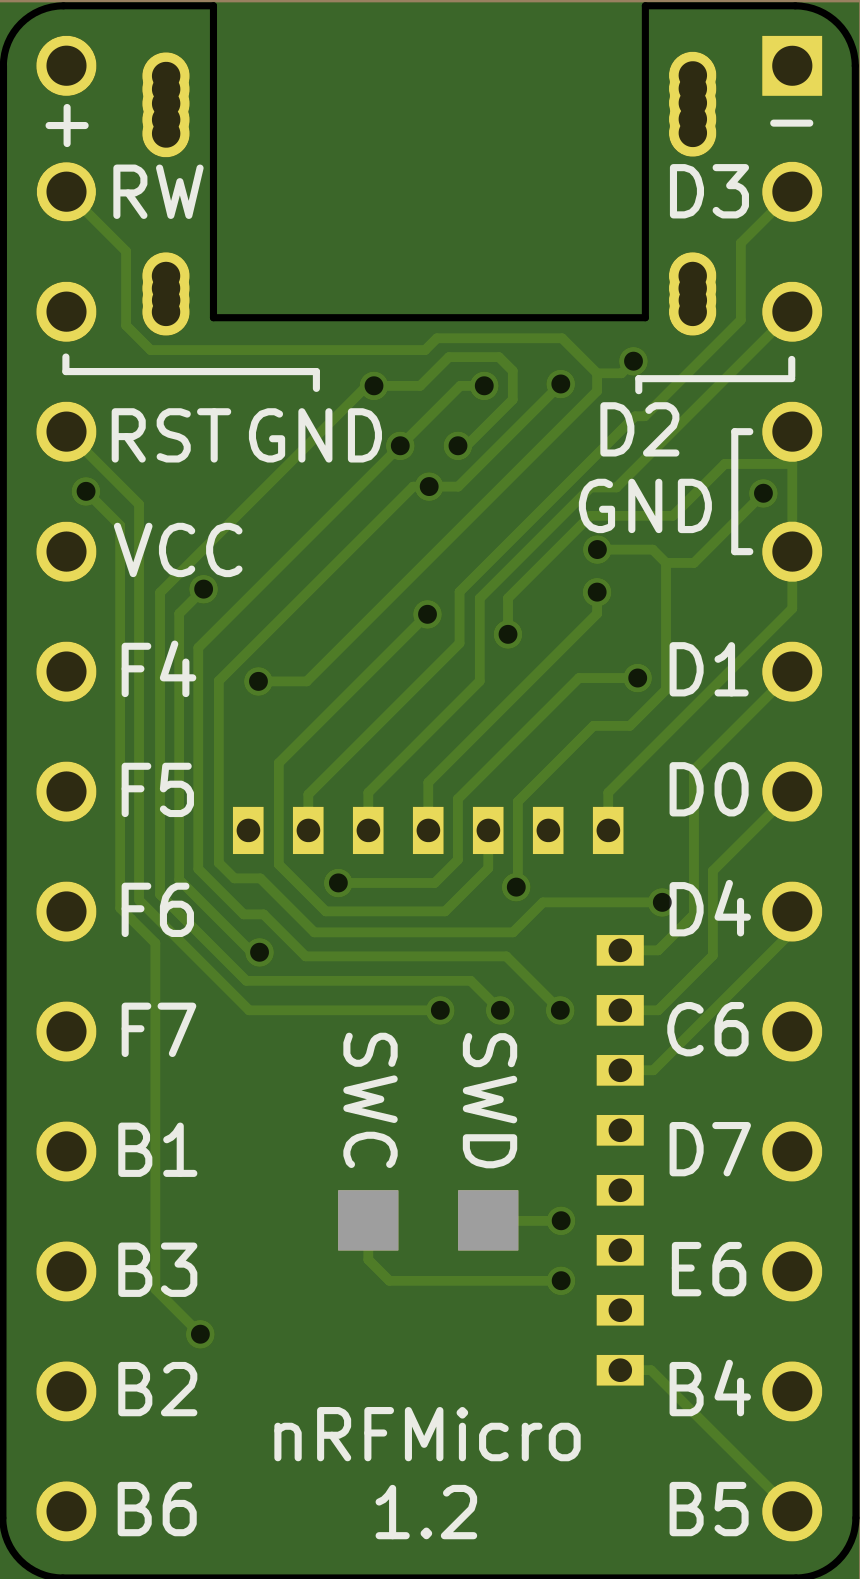 + −
RW D3
RST GND D2
GND
VCC
F4 D1
F5 D0
F6 D4
F7 C6
SWC SWD
B1 D7
B3 E6
B2 B4
nRFMicro
B6 1.2 B5